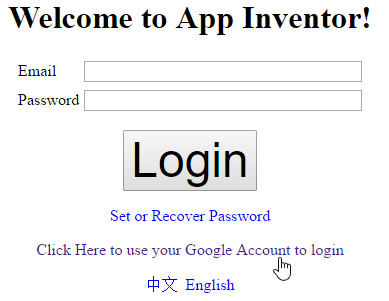 Welcome to App Inventor!
Email
Password
Login
Set or Recover Password
Click Here to use your Google Account to login
中文 English